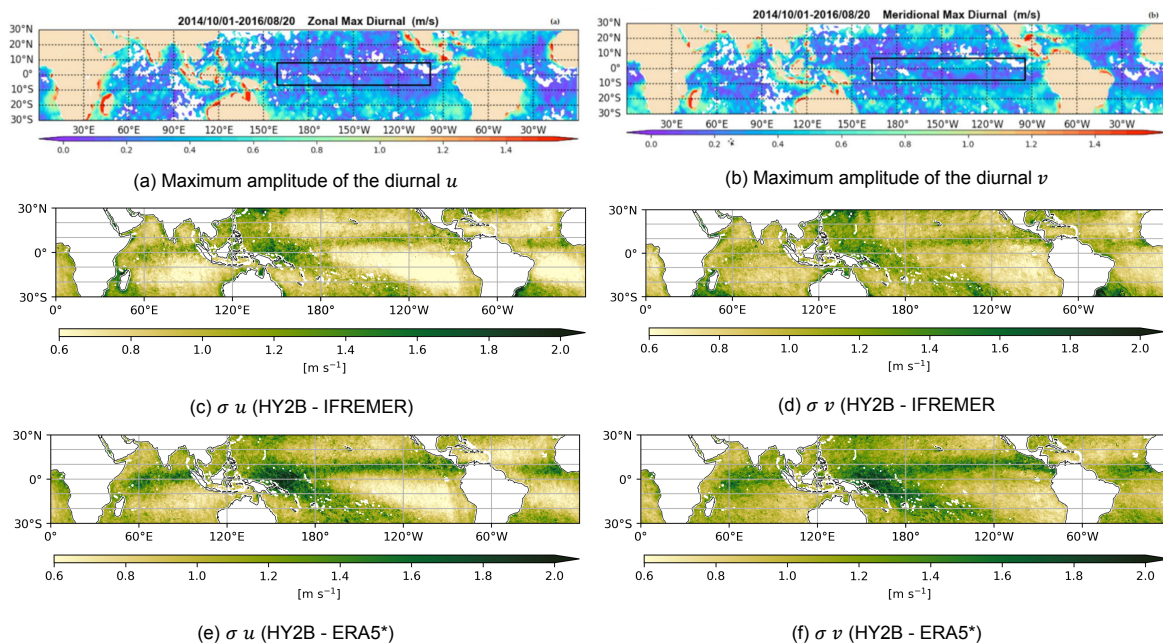 2014/10/01-2016/08/20 Zonal Max Diurnal (m/s) (a)
30°N
20°N
10°N
0°
10°S
20°S
30°S
30°E 60°E 90°E 120°E 150°E 180° 150°W 120°W 90°W 60°W 30°W
0.0 0.2 0.4 0.6 0.8 1.0 1.2 1.4
(a) Maximum amplitude of the diurnal u
2014/10/01-2016/08/20 Meridional Max Diurnal (m/s) (b)
30°N
20°N
10°N
0°
10°S
20°S
30°S
30°E 60°E 90°E 120°E 150°E 180° 150°W 120°W 90°W 60°W 30°W
0.0 0.2 0.4 0.6 0.8 1.0 1.2 1.4
(b) Maximum amplitude of the diurnal v
30°N
0°
30°S
0° 60°E 120°E 180° 120°W 60°W
0.6 0.8 1.0 1.2 1.4 1.6 1.8 2.0
[m s⁻¹]
(c) σ u (HY2B - IFREMER)
30°N
0°
30°S
0° 60°E 120°E 180° 120°W 60°W
0.6 0.8 1.0 1.2 1.4 1.6 1.8 2.0
[m s⁻¹]
(d) σ v (HY2B - IFREMER
30°N
0°
30°S
0° 60°E 120°E 180° 120°W 60°W
0.6 0.8 1.0 1.2 1.4 1.6 1.8 2.0
[m s⁻¹]
(e) σ u (HY2B - ERA5*)
30°N
0°
30°S
0° 60°E 120°E 180° 120°W 60°W
0.6 0.8 1.0 1.2 1.4 1.6 1.8 2.0
[m s⁻¹]
(f) σ v (HY2B - ERA5*)